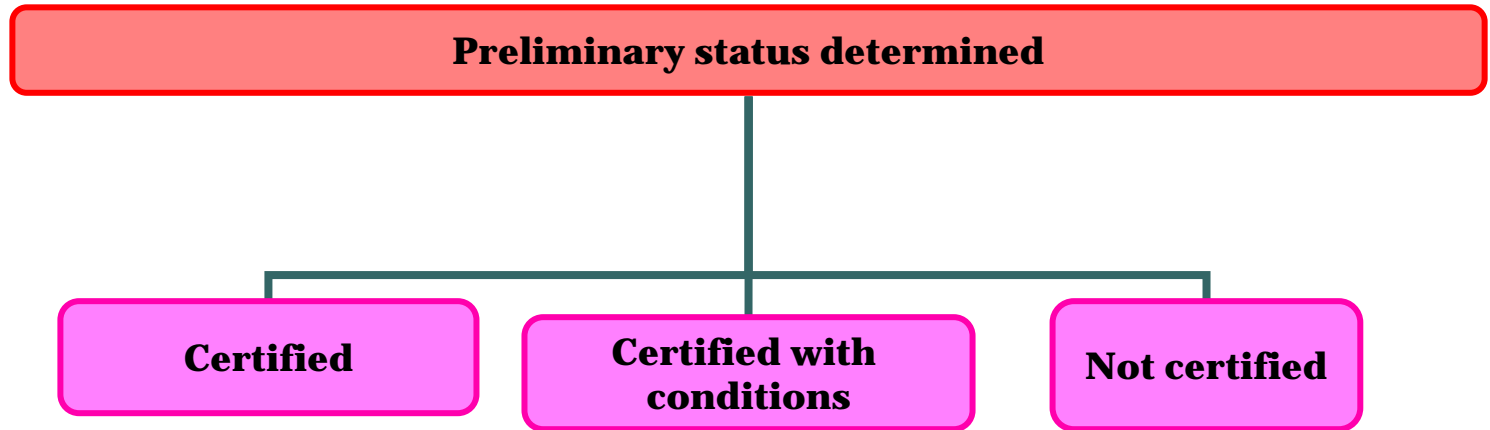 Preliminary status determined
Certified
Certified with
conditions
Not certified